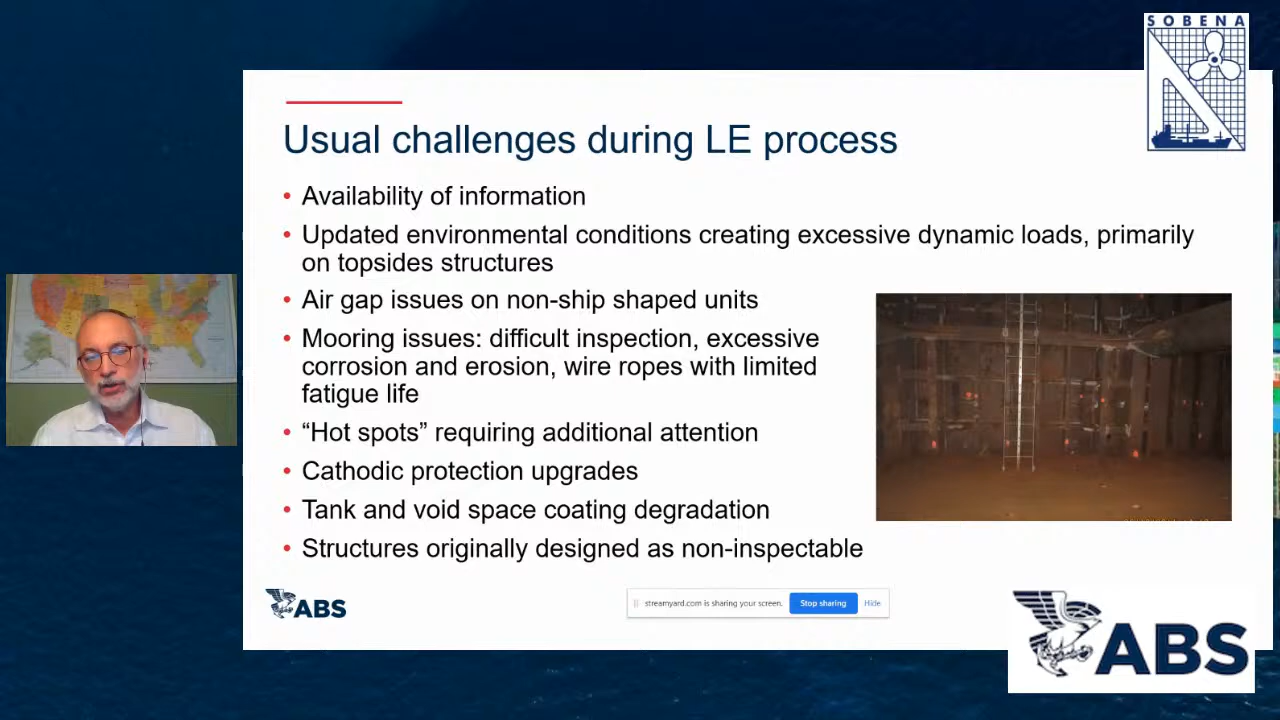 SOBENA
Usual challenges during LE process
• Availability of information
• Updated environmental conditions creating excessive dynamic loads, primarily
on topsides structures
• Air gap issues on non-ship shaped units
• Mooring issues: difficult inspection, excessive
corrosion and erosion, wire ropes with limited
fatigue life
• “Hot spots” requiring additional attention
• Cathodic protection upgrades
• Tank and void space coating degradation
• Structures originally designed as non-inspectable
ABS
streamyard.com is sharing your screen. Stop sharing Hide
ABS